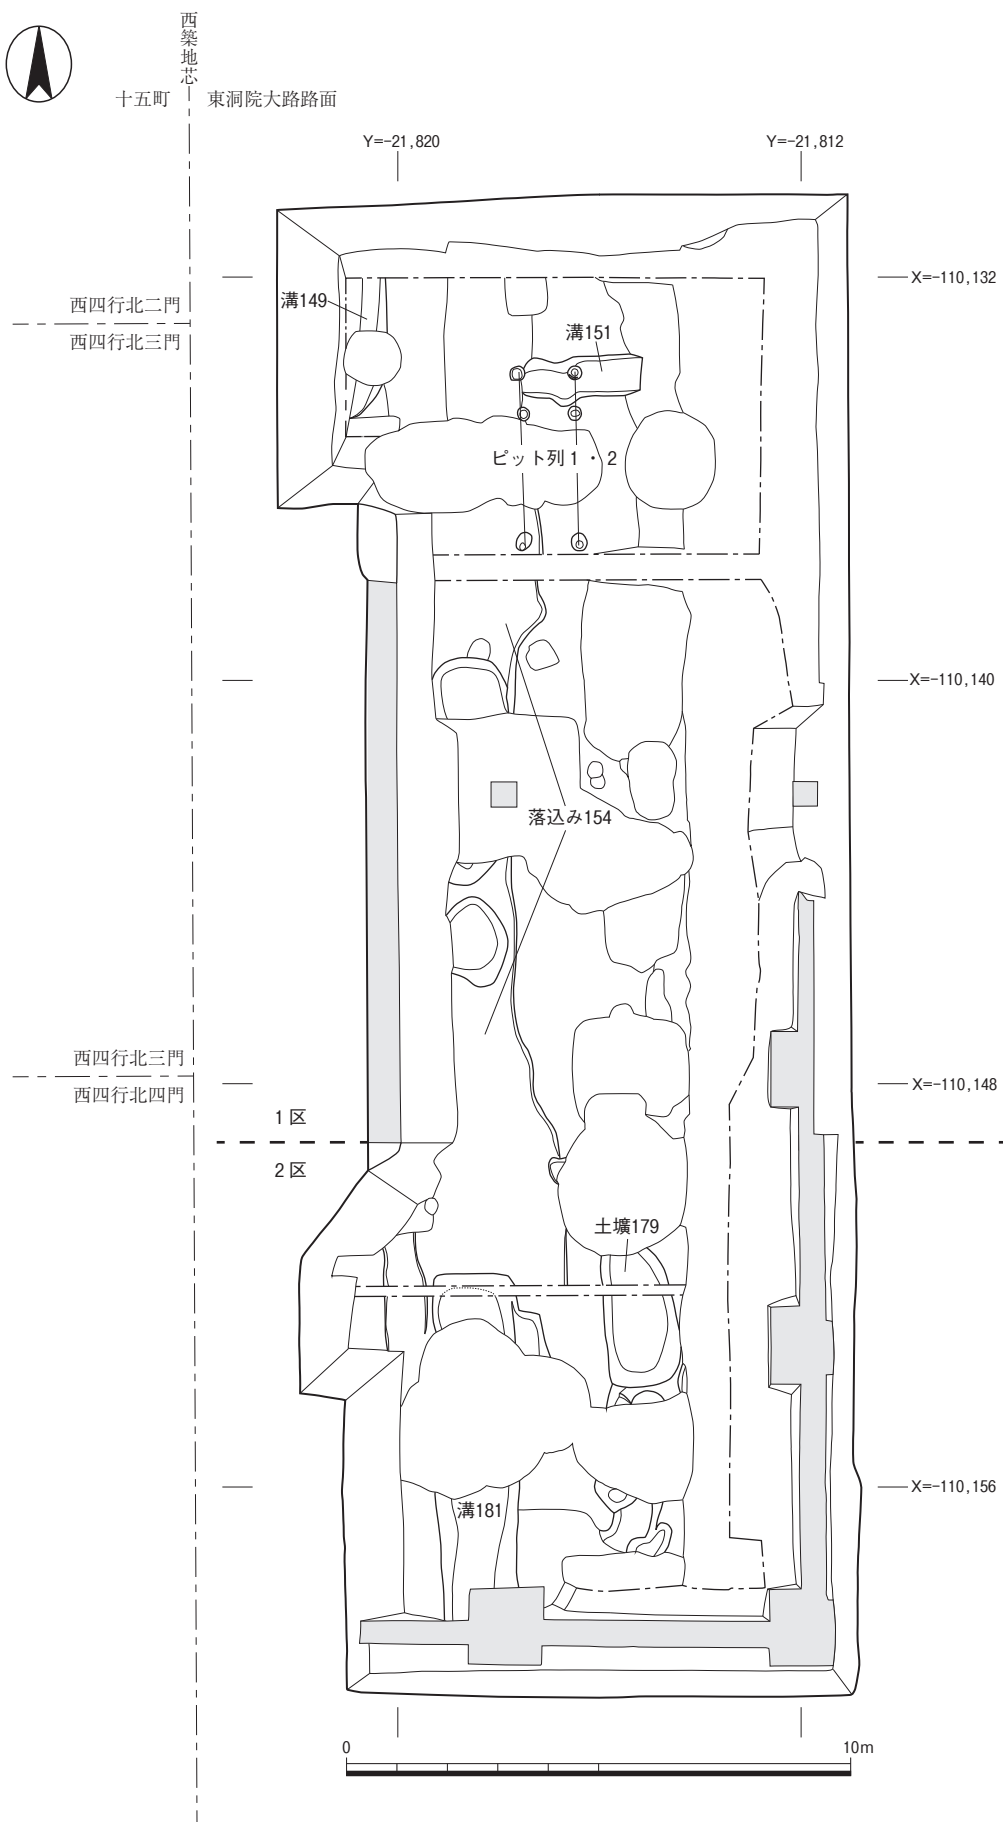 西築地芯
十五町
東洞院大路路面
Y=-21,820
Y=-21,812
X=-110,132
溝149
西四行北二門
西四行北三門
溝151
ピット列1・2
X=-110,140
落込み154
西四行北三門
西四行北四門
X=-110,148
1区
2区
土壙179
X=-110,156
溝181
0
10m